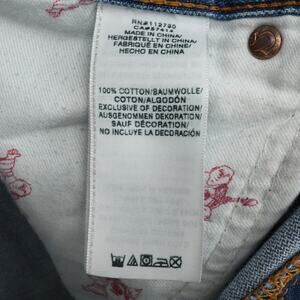 RN#112790
CA#57414
MADE IN CHINA/
HERGESTELLT IN CHINA/
FABRIQUÉ EN CHINE/
HECHO EN CHINA
100% COTTON/BAUMWOLLE/
COTON/ALGODÓN
EXCLUSIVE OF DECORATION/
AUSGENOMMEN DEKORATION/
SAUF DÉCORATION/
NO INCLUYE LA DECORACIÓN